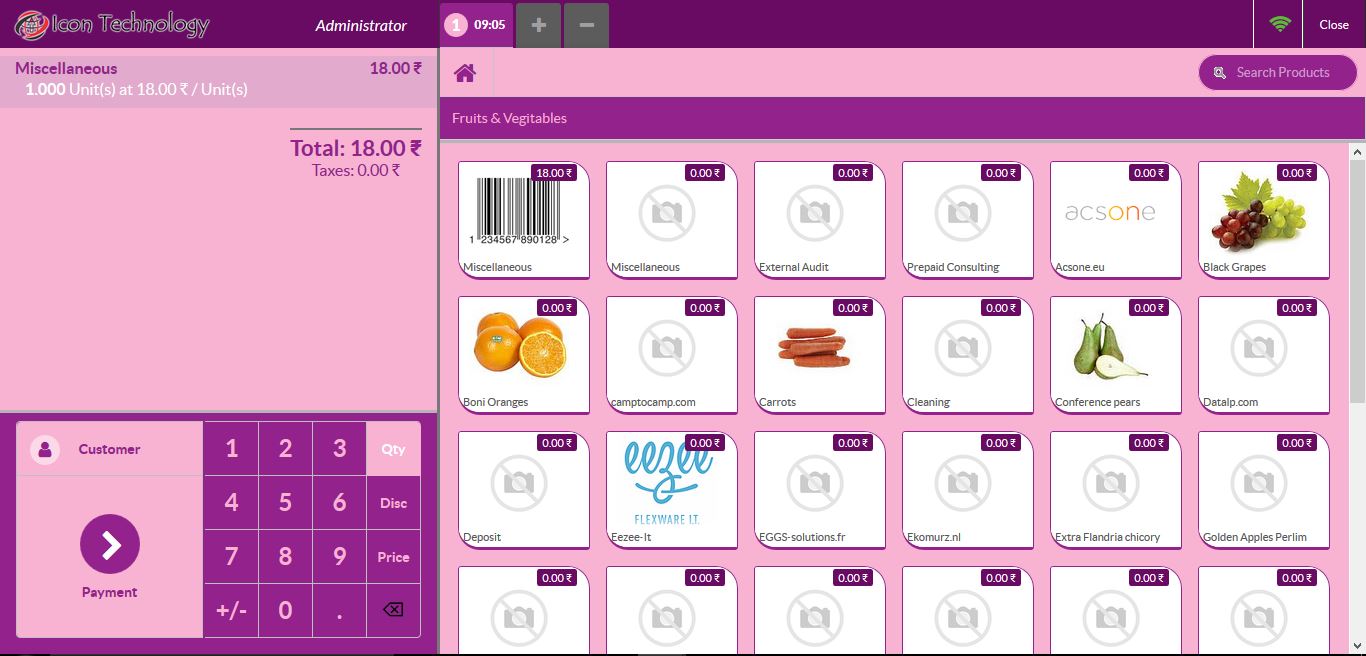 Icon Technology
Administrator
1 09:05
+
−
Close
Miscellaneous 18.00 ₹
1.000 Unit(s) at 18.00 ₹ / Unit(s)
Total: 18.00 ₹
Taxes: 0.00 ₹
Search Products
Fruits & Vegitables
18.00 ₹
1 234567 890128 >
Miscellaneous
0.00 ₹
Miscellaneous
0.00 ₹
External Audit
0.00 ₹
Prepaid Consulting
0.00 ₹
acsone
Acsone.eu
0.00 ₹
Black Grapes
0.00 ₹
Boni Oranges
0.00 ₹
camptocamp.com
0.00 ₹
Carrots
0.00 ₹
Cleaning
0.00 ₹
Conference pears
0.00 ₹
Datalp.com
0.00 ₹
Deposit
0.00 ₹
eezee
FLEXWARE I.T.
Eezee-It
0.00 ₹
EGGS-solutions.fr
0.00 ₹
Ekomurz.nl
0.00 ₹
Extra Flandria chicory
0.00 ₹
Golden Apples Perlim
0.00 ₹
0.00 ₹
0.00 ₹
0.00 ₹
0.00 ₹
0.00 ₹
Customer
Payment
1 2 3 Qty
4 5 6 Disc
7 8 9 Price
+/- 0 .